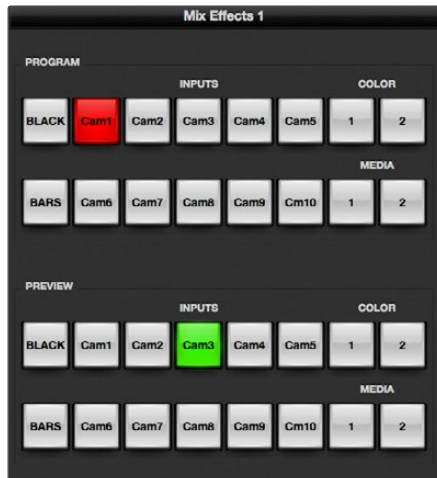 Mix Effects 1
PROGRAM
INPUTS COLOR
BLACK Cam1 Cam2 Cam3 Cam4 Cam5 1 2
MEDIA
BARS Cam6 Cam7 Cam8 Cam9 Cm10 1 2
PREVIEW
INPUTS COLOR
BLACK Cam1 Cam2 Cam3 Cam4 Cam5 1 2
MEDIA
BARS Cam6 Cam7 Cam8 Cam9 Cm10 1 2